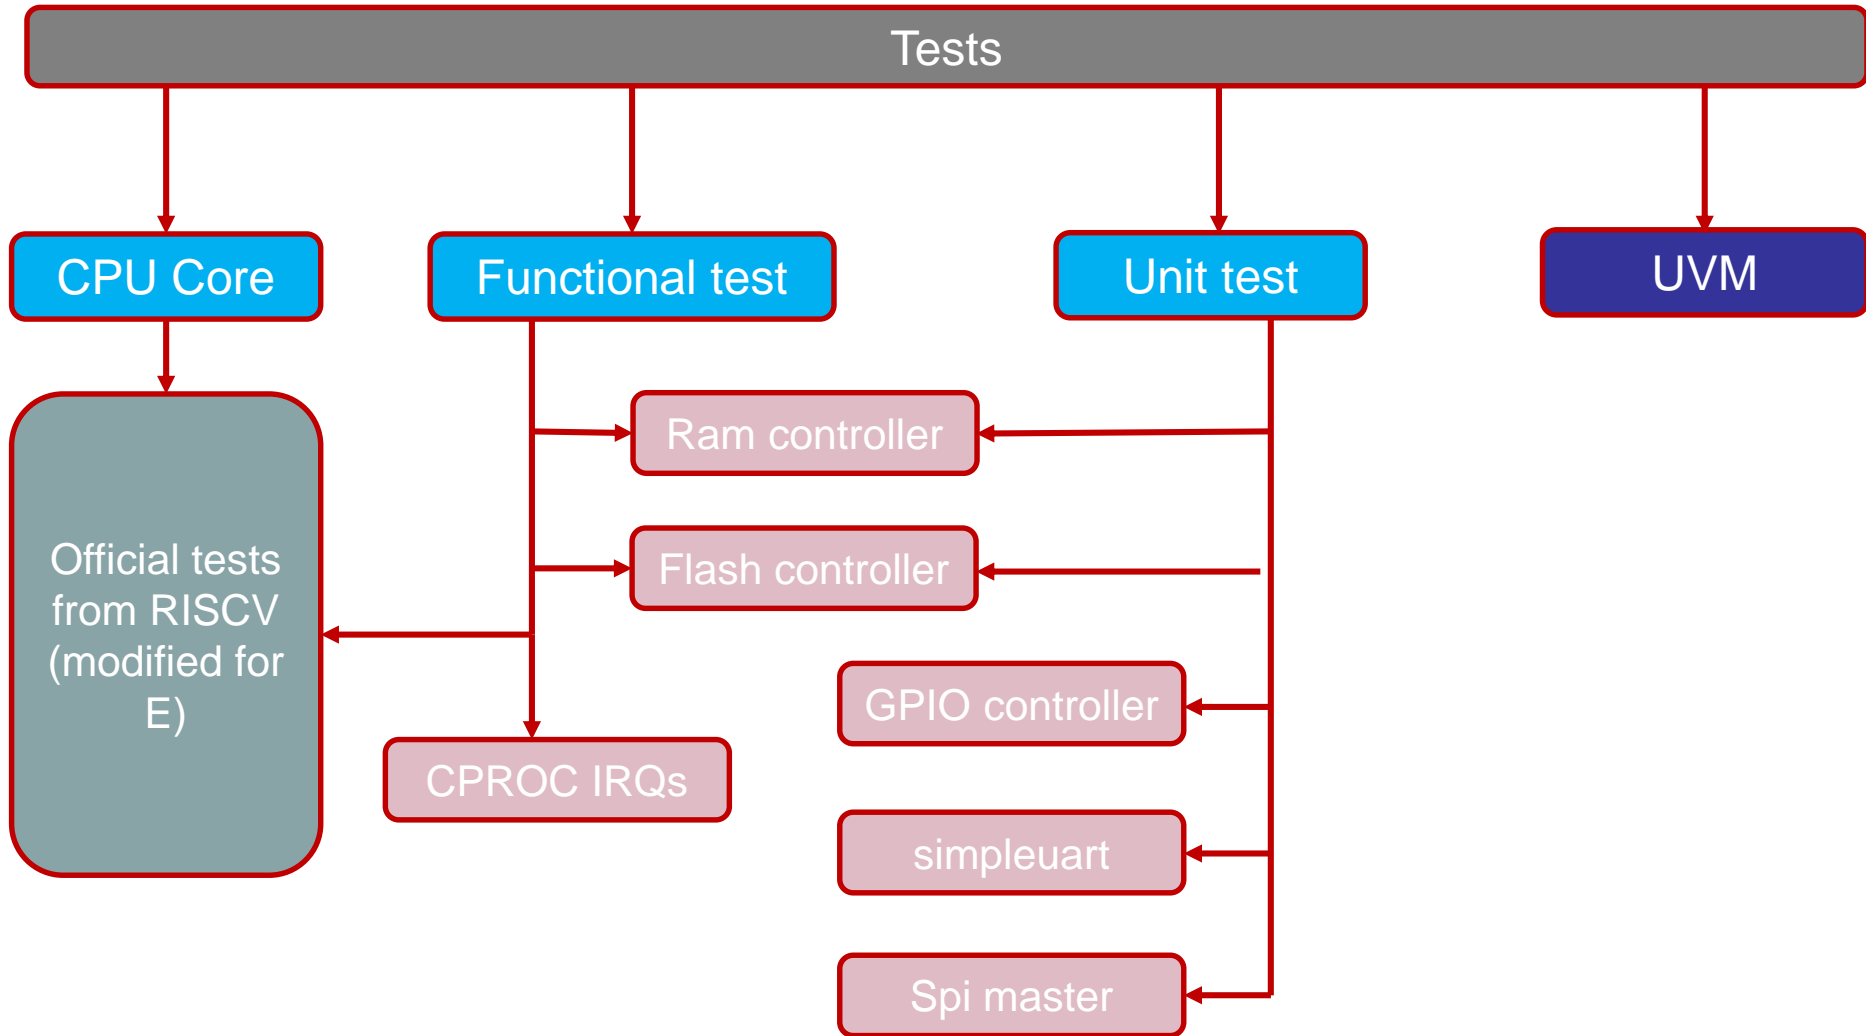 Tests
CPU Core
Functional test
Unit test
UVM
Ram controller
Flash controller
Official tests
from RISCV
(modified for
E)
GPIO controller
CPROC IRQs
simpleuart
Spi master